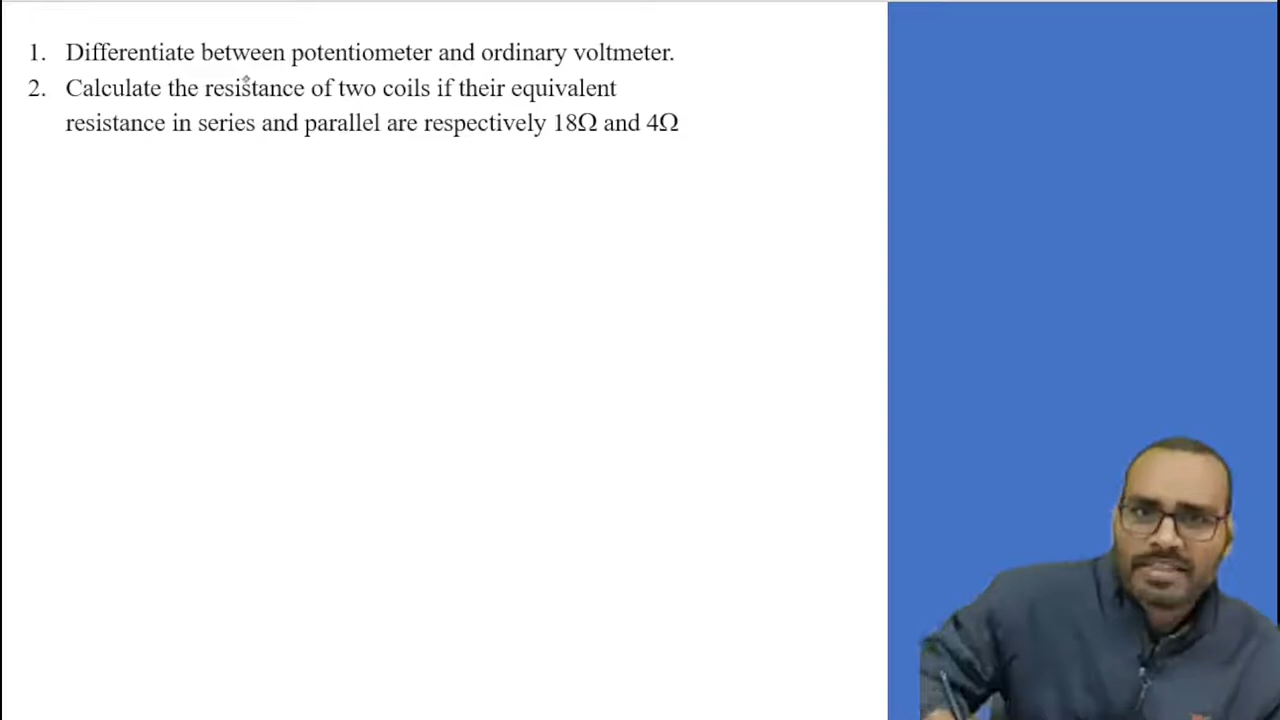 1. Differentiate between potentiometer and ordinary voltmeter.
2. Calculate the resistance of two coils if their equivalent
resistance in series and parallel are respectively 18Ω and 4Ω